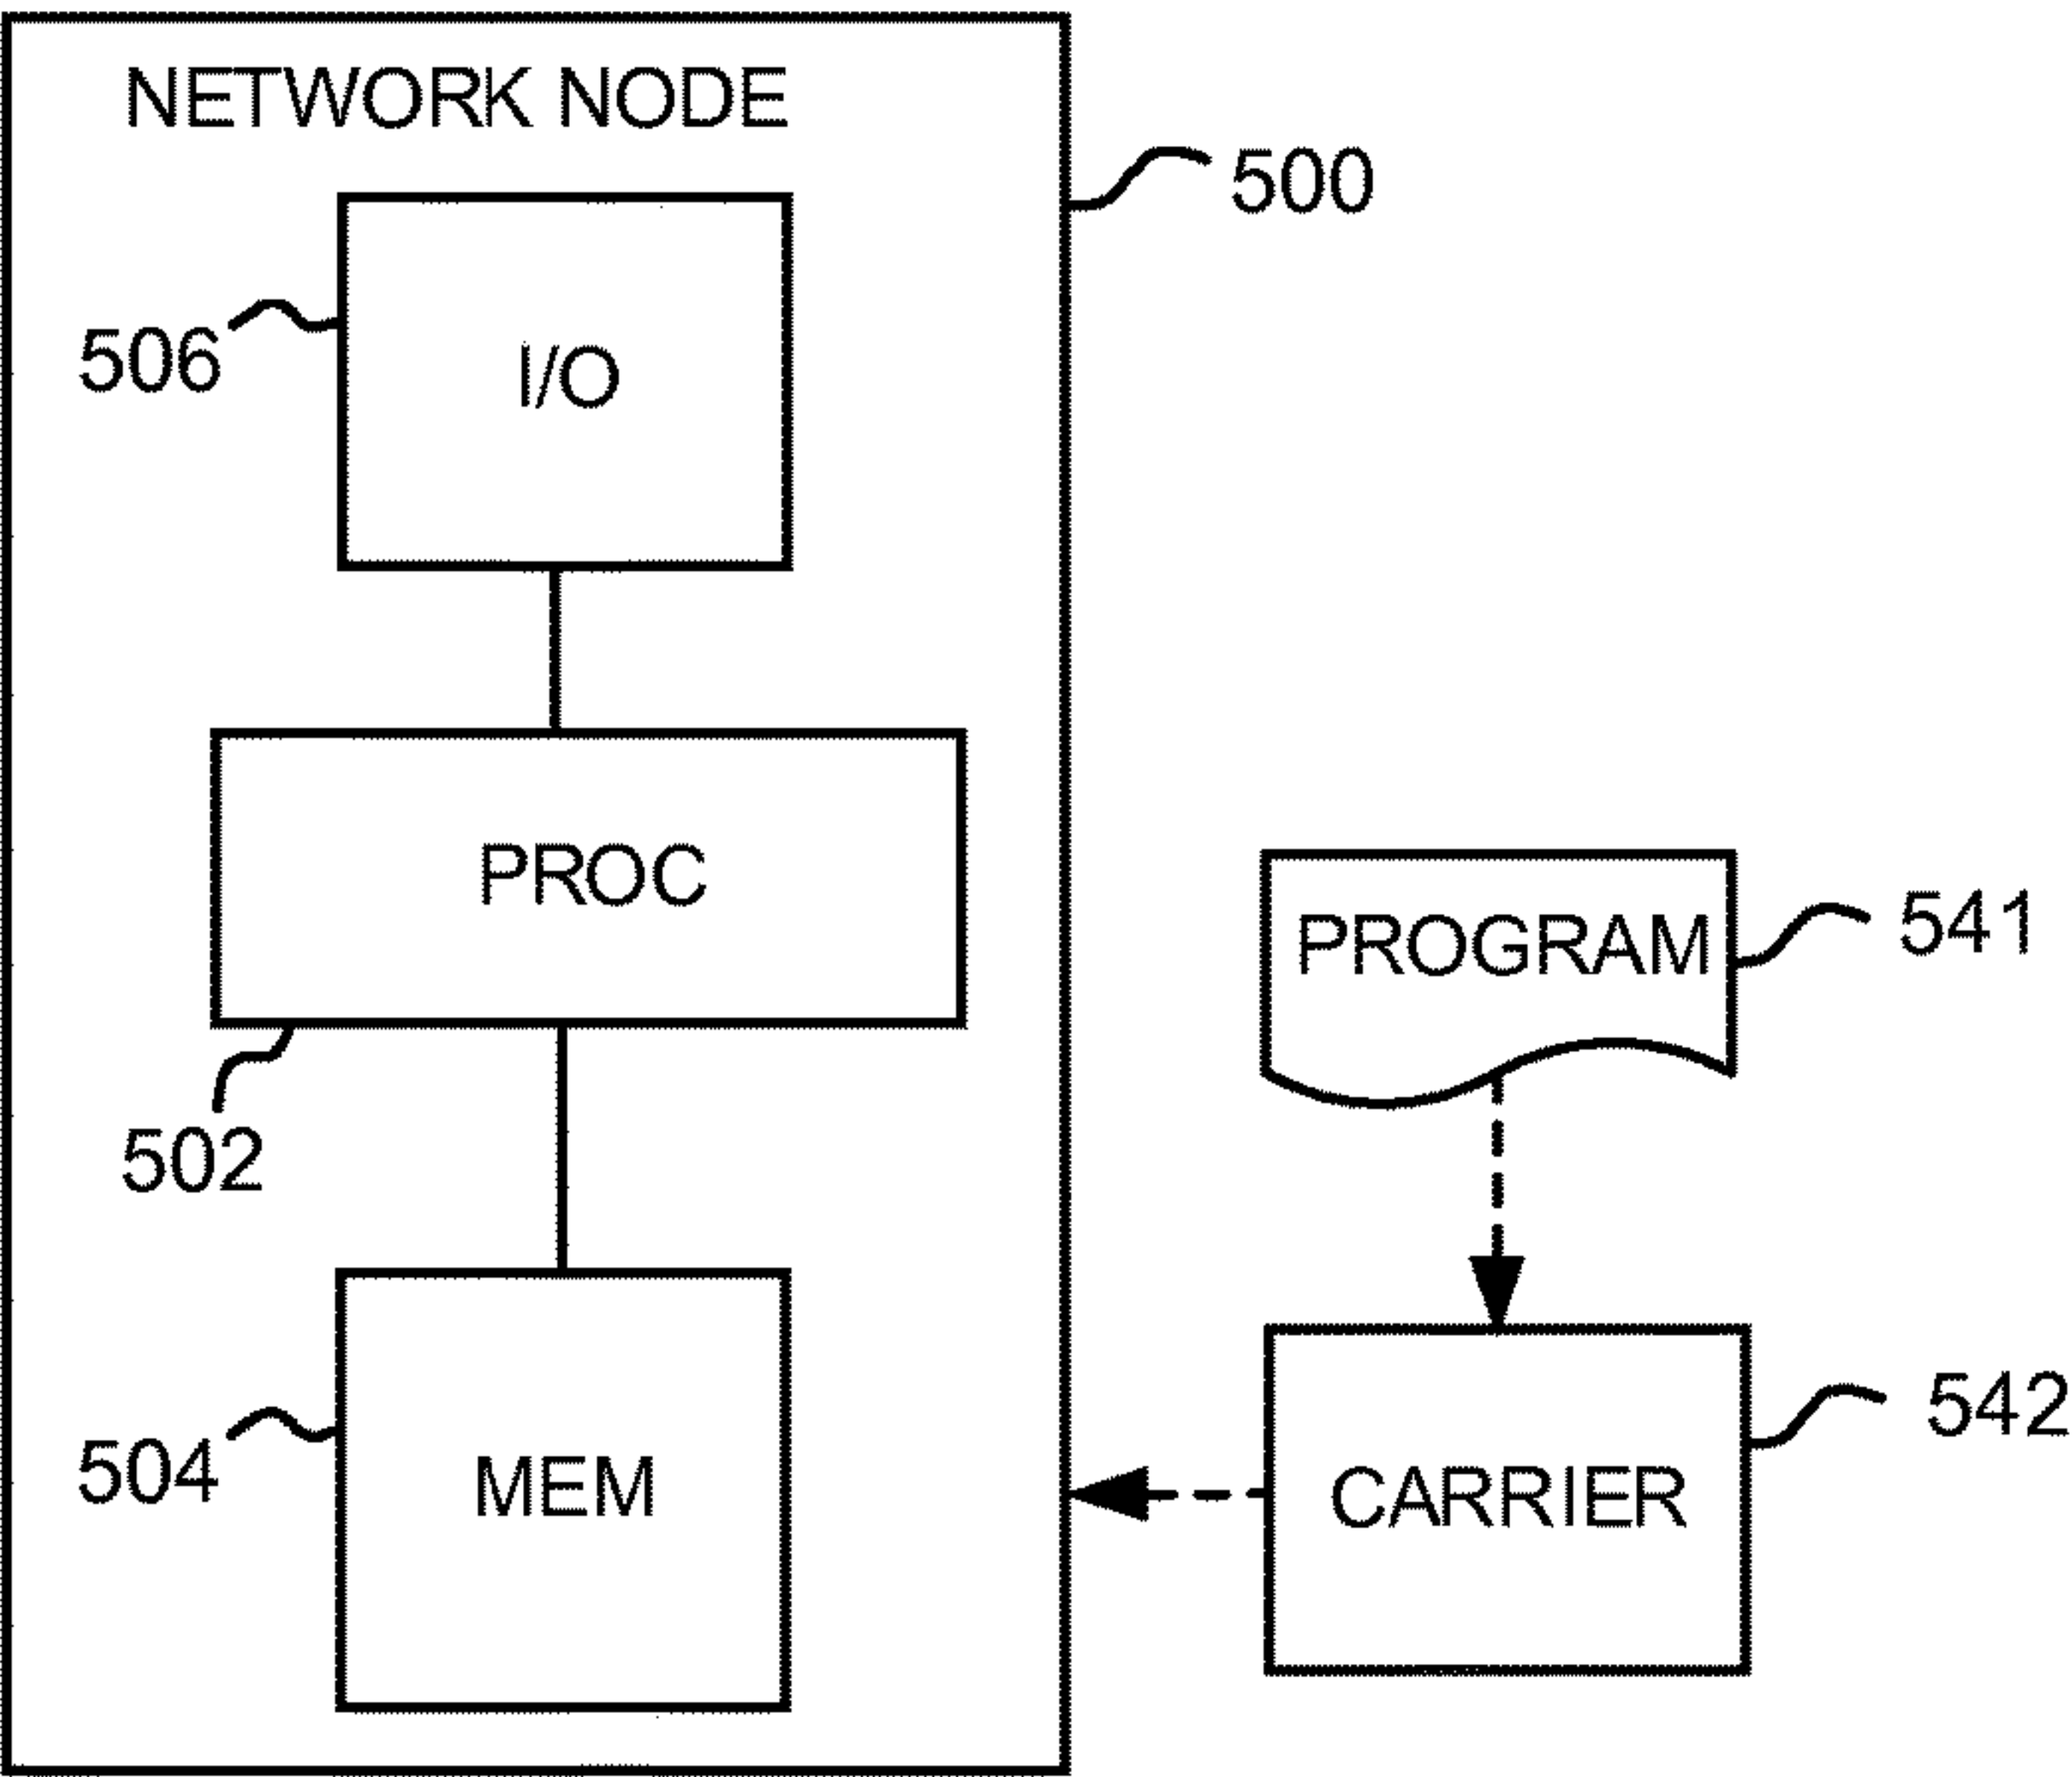 NETWORK NODE
500
506
I/O
PROC
PROGRAM
541
502
542
504
MEM
CARRIER